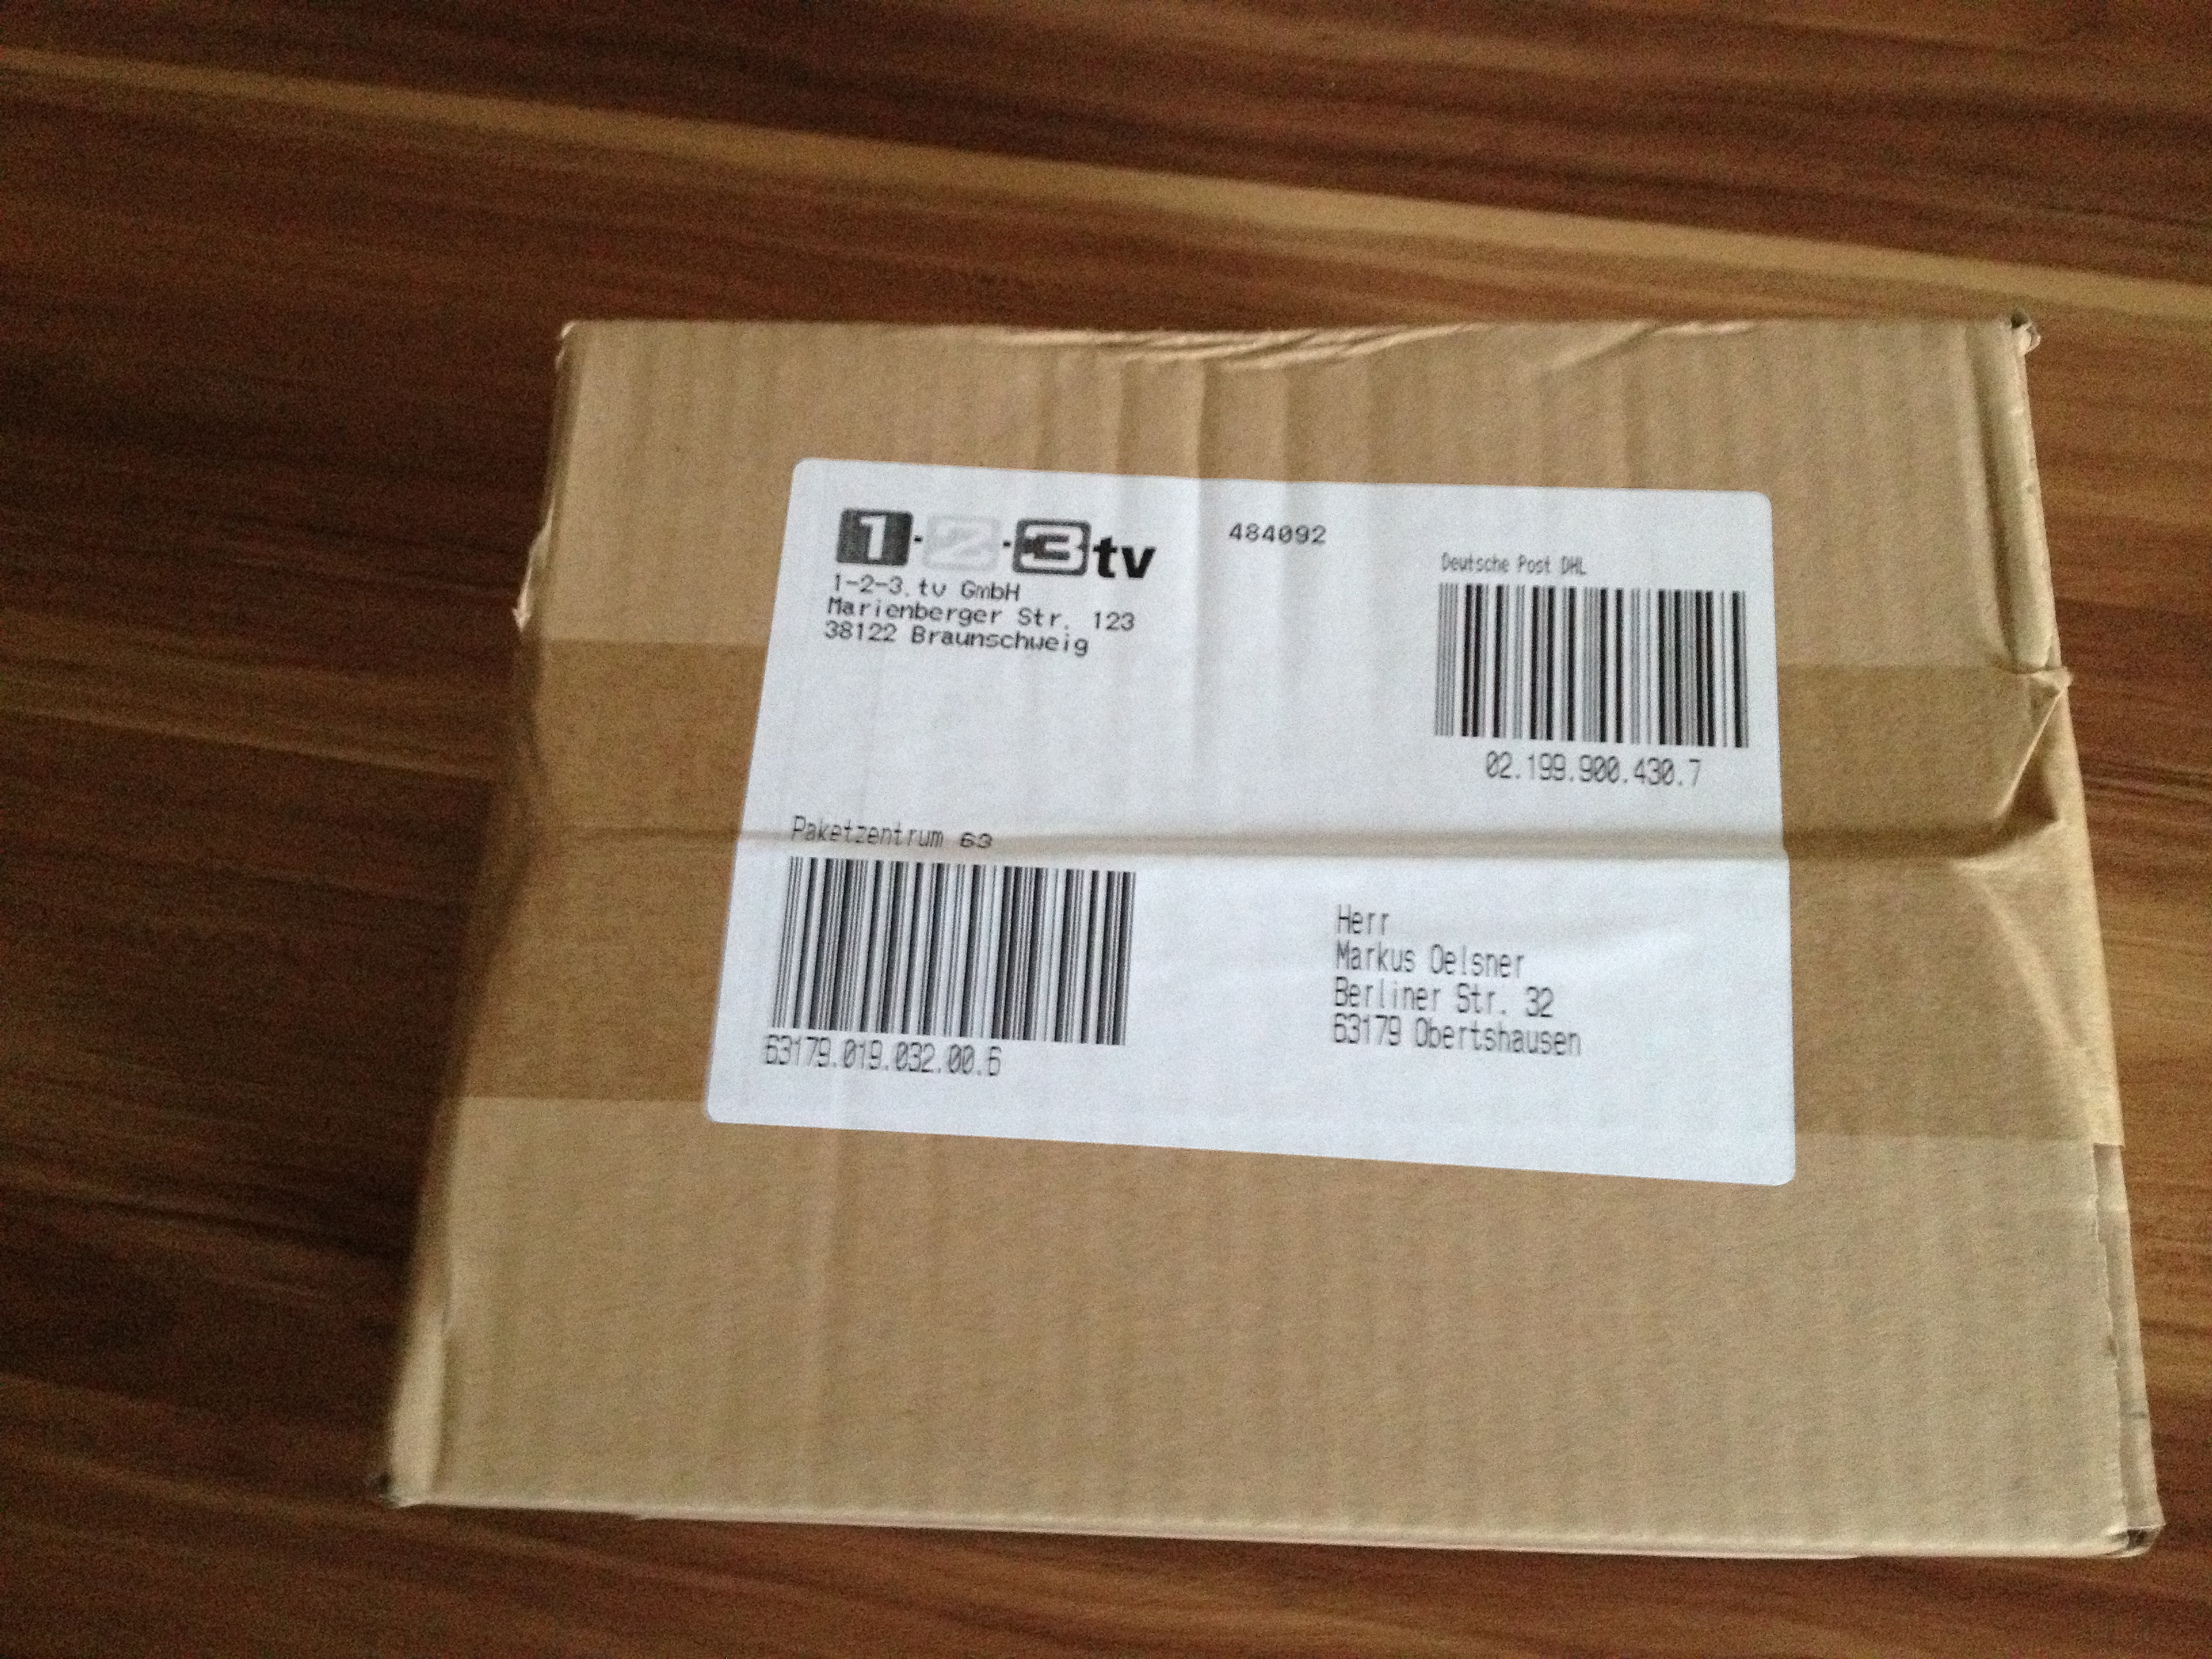 1-2-3tv
484092
1-2-3.tv GmbH
Marienberger Str. 123
38122 Braunschweig
Deutsche Post DHL
02.199.900.430.7
Paketzentrum 63
63179.019.032.00.6
Herr
Markus Oelsner
Berliner Str. 32
63179 Obertshausen